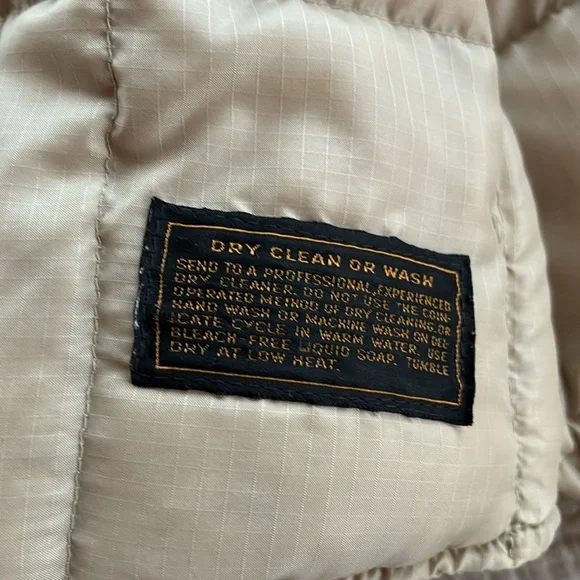 DRY CLEAN OR WASH
SEND TO A PROFESSIONAL, EXPERIENCED
DRY CLEANER. DO NOT USE THE COIN-
OPERATED METHOD OF DRY CLEANING, OR
HAND WASH OR MACHINE WASH ON DEL-
ICATE CYCLE IN WARM WATER. USE
BLEACH-FREE LIQUID SOAP. TUMBLE
DRY AT LOW HEAT.